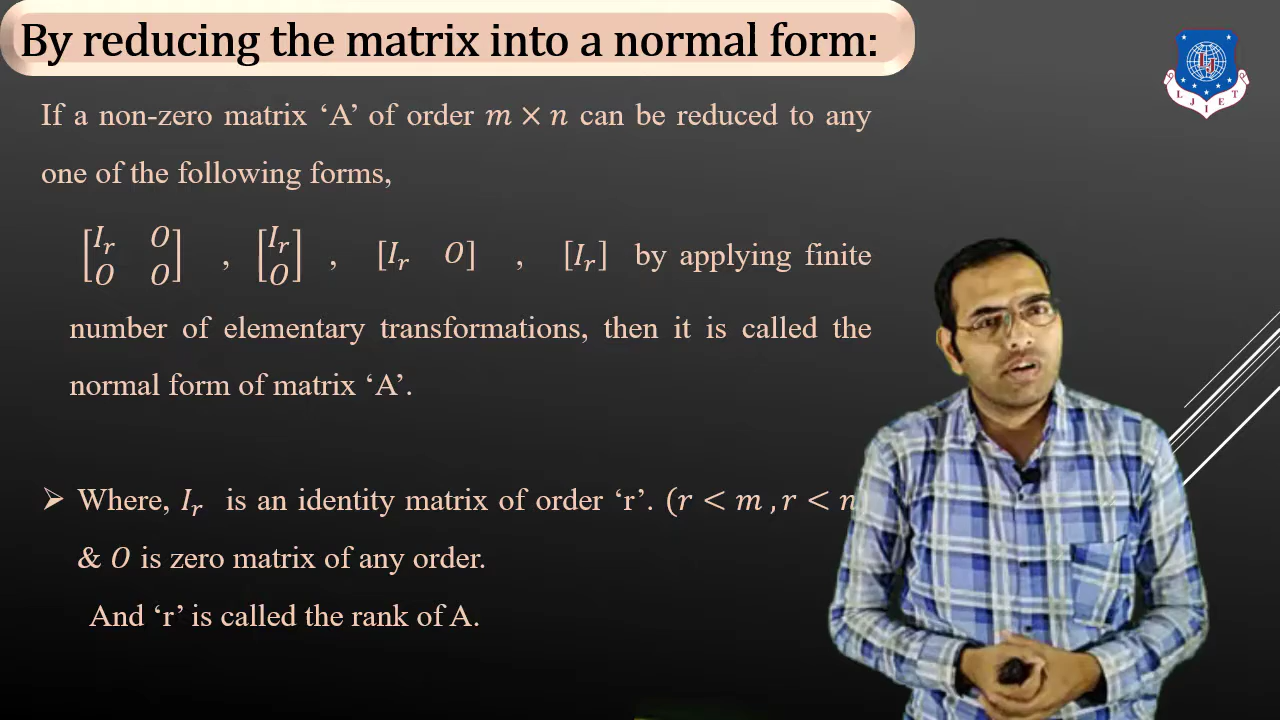 By reducing the matrix into a normal form:
If a non-zero matrix ‘A’ of order m × n can be reduced to any
one of the following forms,
[I_r O; O O] , [I_r; O] , [I_r O] , [I_r] by applying finite
number of elementary transformations, then it is called the
normal form of matrix ‘A’.
➢ Where, I_r is an identity matrix of order ‘r’. (r < m , r < n
& O is zero matrix of any order.
And ‘r’ is called the rank of A.
LJ
LJIET